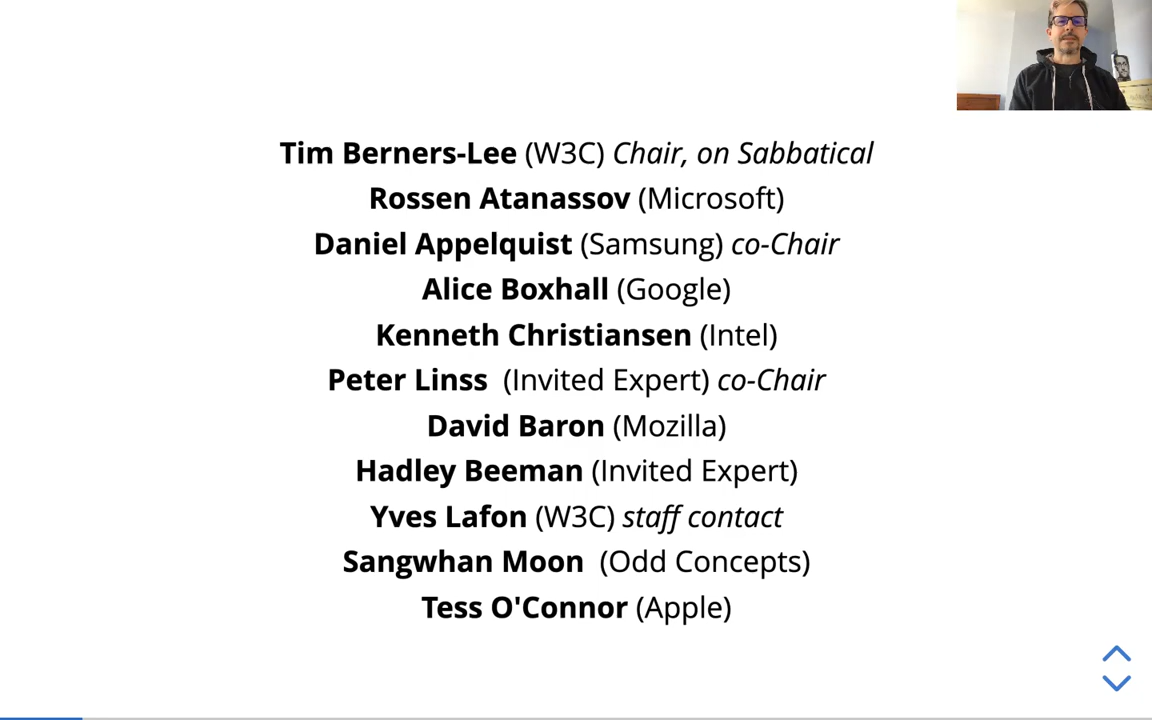 Tim Berners-Lee (W3C) Chair, on Sabbatical
Rossen Atanassov (Microsoft)
Daniel Appelquist (Samsung) co-Chair
Alice Boxhall (Google)
Kenneth Christiansen (Intel)
Peter Linss (Invited Expert) co-Chair
David Baron (Mozilla)
Hadley Beeman (Invited Expert)
Yves Lafon (W3C) staff contact
Sangwhan Moon (Odd Concepts)
Tess O'Connor (Apple)